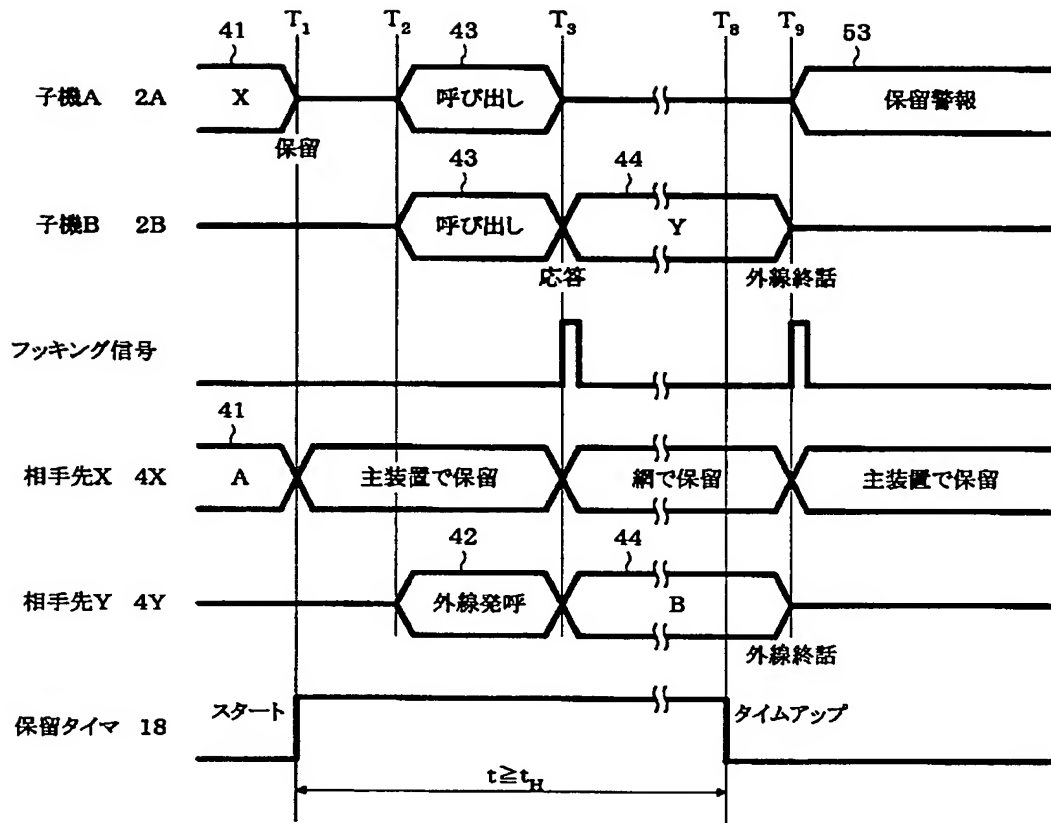 41 T₁ T₂ 43 T₃ T₈ T₉ 53
子機A 2A X 呼び出し 保留警報
保留
43 44
子機B 2B 呼び出し Y
応答 外線終話
フッキング信号
41
相手先X 4X A 主装置で保留 網で保留 主装置で保留
42 44
相手先Y 4Y 外線発呼 B
外線終話
保留タイマ 18 スタート タイムアップ
t≧t_H